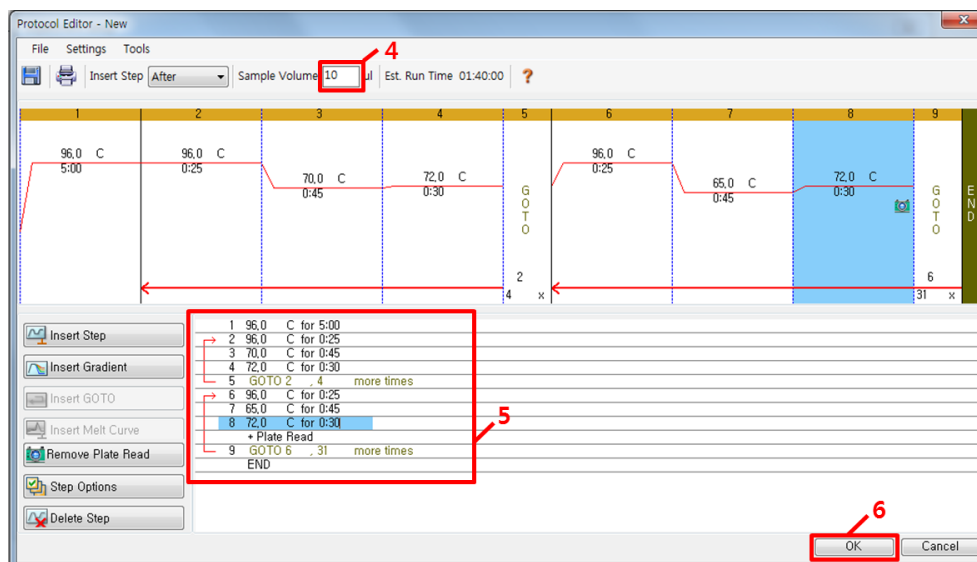 Protocol Editor - New
File Settings Tools
4
Insert Step After Sample Volume 10 ul Est. Run Time 01:40:00 ?
1 2 3 4 5 6 7 8 9
96,0 C 96,0 C 70,0 C 72,0 C 96,0 C 65,0 C 72,0 C
5:00 0:25 0:45 0:30 0:25 0:45 0:30
GOTO GOTO END
2 6
4 x 31 x
Insert Step
Insert Gradient
Insert GOTO
Insert Melt Curve
Remove Plate Read
Step Options
Delete Step
1 96,0 C for 5:00
2 96,0 C for 0:25
3 70,0 C for 0:45
4 72,0 C for 0:30
5 GOTO 2 , 4 more times
6 96,0 C for 0:25
7 65,0 C for 0:45
8 72,0 C for 0:30
+ Plate Read
9 GOTO 6 , 31 more times
END
5
6
OK Cancel